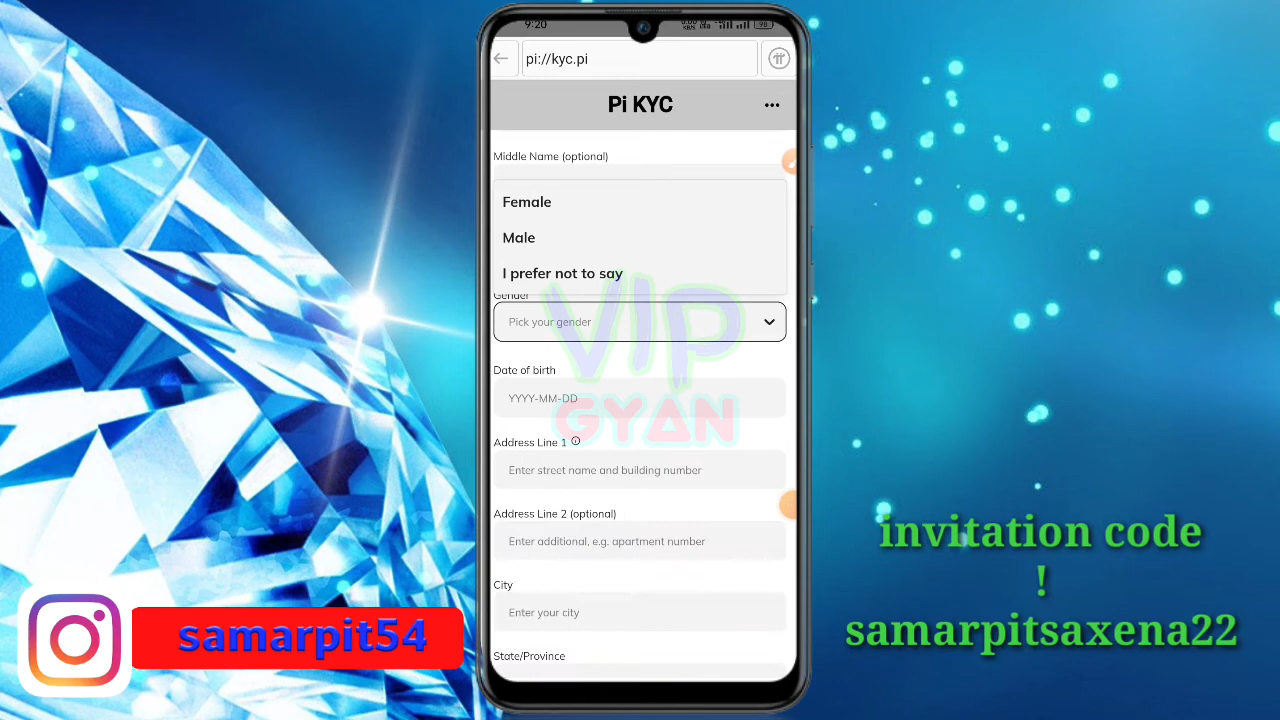 9:20
98
pi://kyc.pi
Pi KYC
Middle Name (optional)
Female
Male
I prefer not to say
Gender
Pick your gender
Date of birth
YYYY-MM-DD
Address Line 1
Enter street name and building number
Address Line 2 (optional)
Enter additional, e.g. apartment number
City
Enter your city
State/Province
VIP
GYAN
samarpit54
invitation code
!
samarpitsaxena22